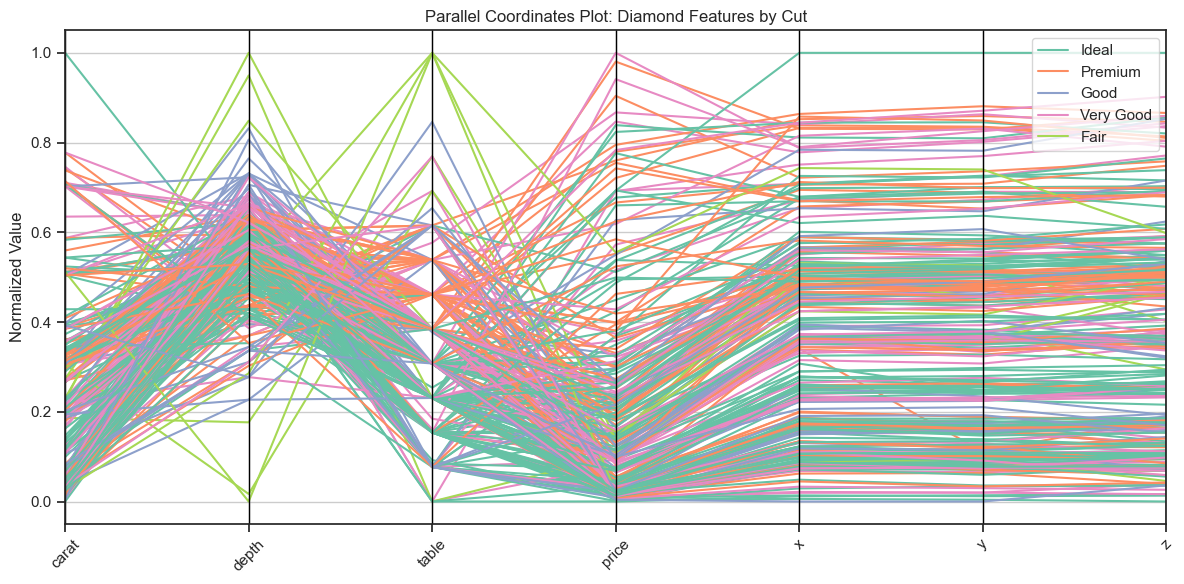 Parallel Coordinates Plot: Diamond Features by Cut
Normalized Value
1.0
0.8
0.6
0.4
0.2
0.0
carat
depth
table
price
x
y
z
Ideal
Premium
Good
Very Good
Fair